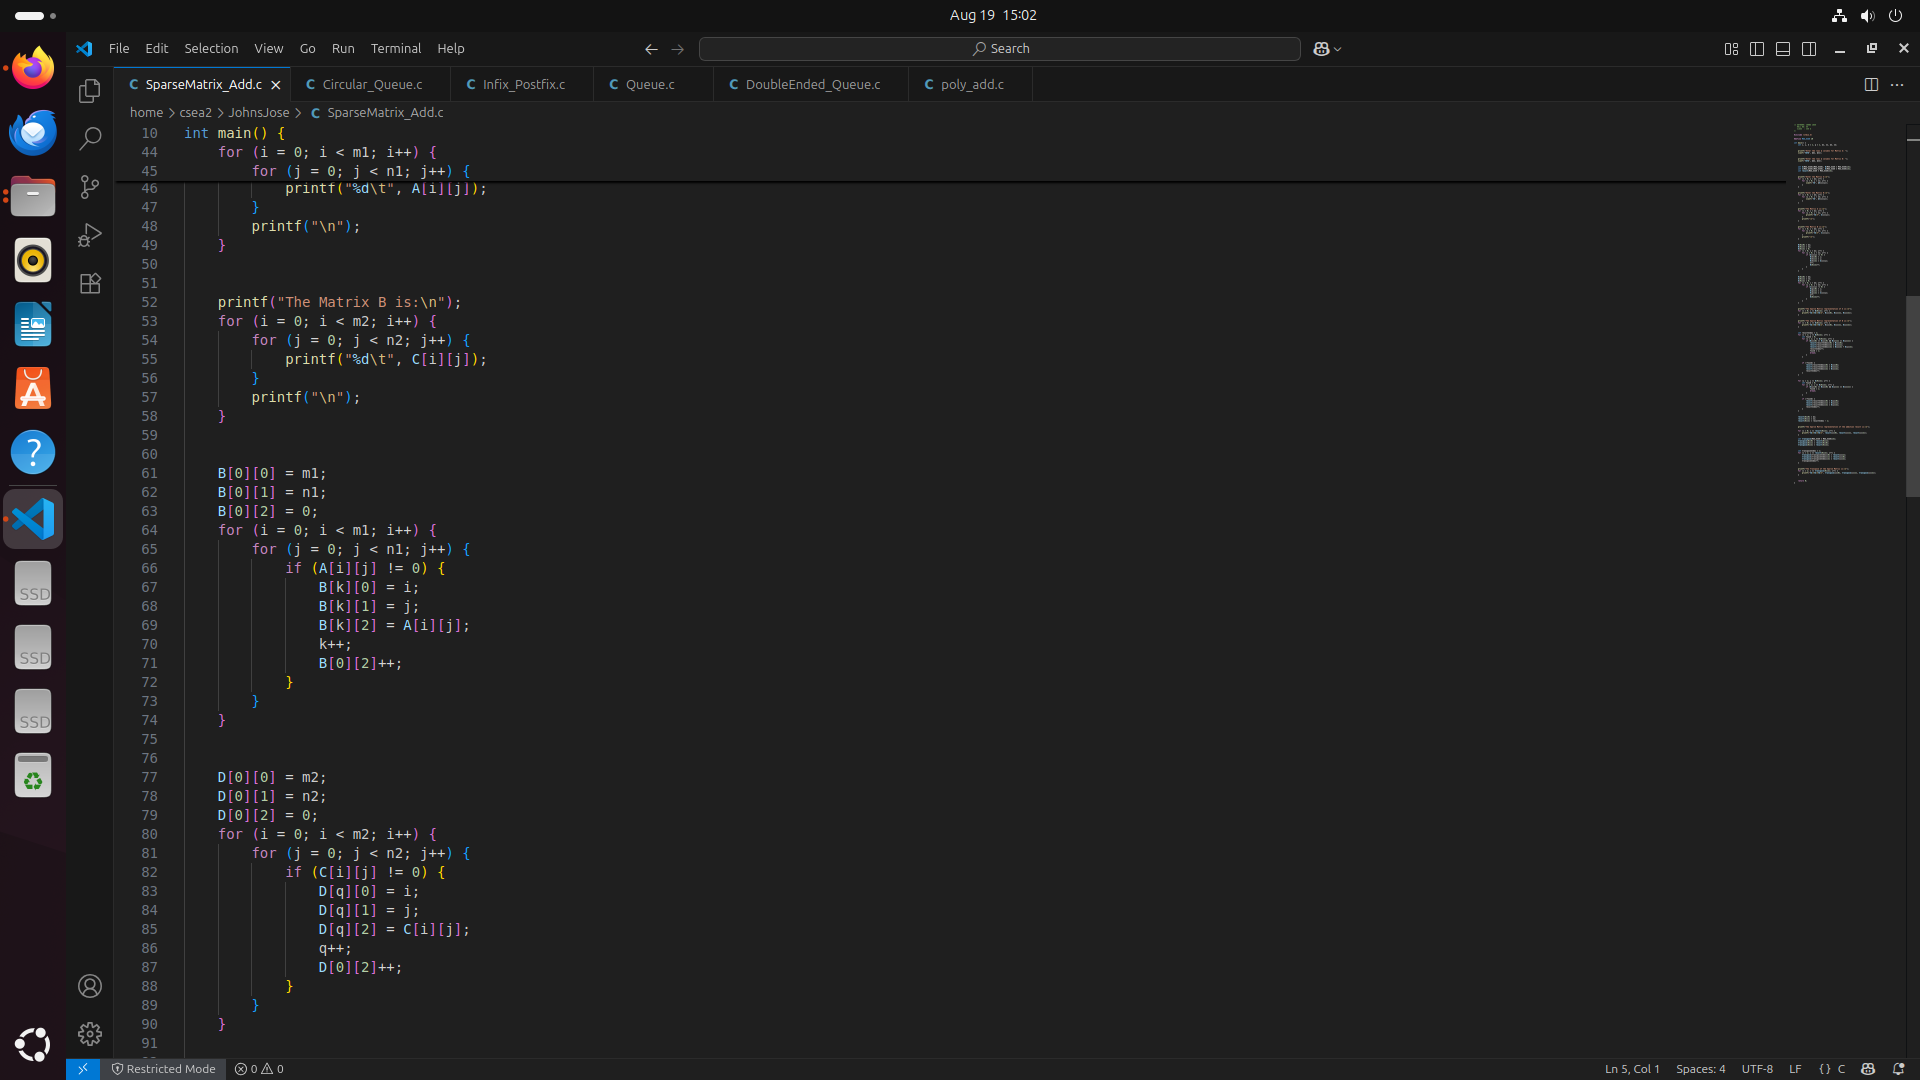 Aug 19 15:02
File Edit Selection View Go Run Terminal Help
Search
SparseMatrix_Add.c
Circular_Queue.c
Infix_Postfix.c
Queue.c
DoubleEnded_Queue.c
poly_add.c
home > csea2 > JohnsJose > SparseMatrix_Add.c
10 int main() {
44 for (i = 0; i < m1; i++) {
45 for (j = 0; j < n1; j++) {
46 printf("%d\t", A[i][j]);
47 }
48 printf("\n");
49 }
50
51
52 printf("The Matrix B is:\n");
53 for (i = 0; i < m2; i++) {
54 for (j = 0; j < n2; j++) {
55 printf("%d\t", C[i][j]);
56 }
57 printf("\n");
58 }
59
60
61 B[0][0] = m1;
62 B[0][1] = n1;
63 B[0][2] = 0;
64 for (i = 0; i < m1; i++) {
65 for (j = 0; j < n1; j++) {
66 if (A[i][j] != 0) {
67 B[k][0] = i;
68 B[k][1] = j;
69 B[k][2] = A[i][j];
70 k++;
71 B[0][2]++;
72 }
73 }
74 }
75
76
77 D[0][0] = m2;
78 D[0][1] = n2;
79 D[0][2] = 0;
80 for (i = 0; i < m2; i++) {
81 for (j = 0; j < n2; j++) {
82 if (C[i][j] != 0) {
83 D[q][0] = i;
84 D[q][1] = j;
85 D[q][2] = C[i][j];
86 q++;
87 D[0][2]++;
88 }
89 }
90 }
91
SSD
SSD
SSD
Restricted Mode 0 0
Ln 5, Col 1 Spaces: 4 UTF-8 LF {} C